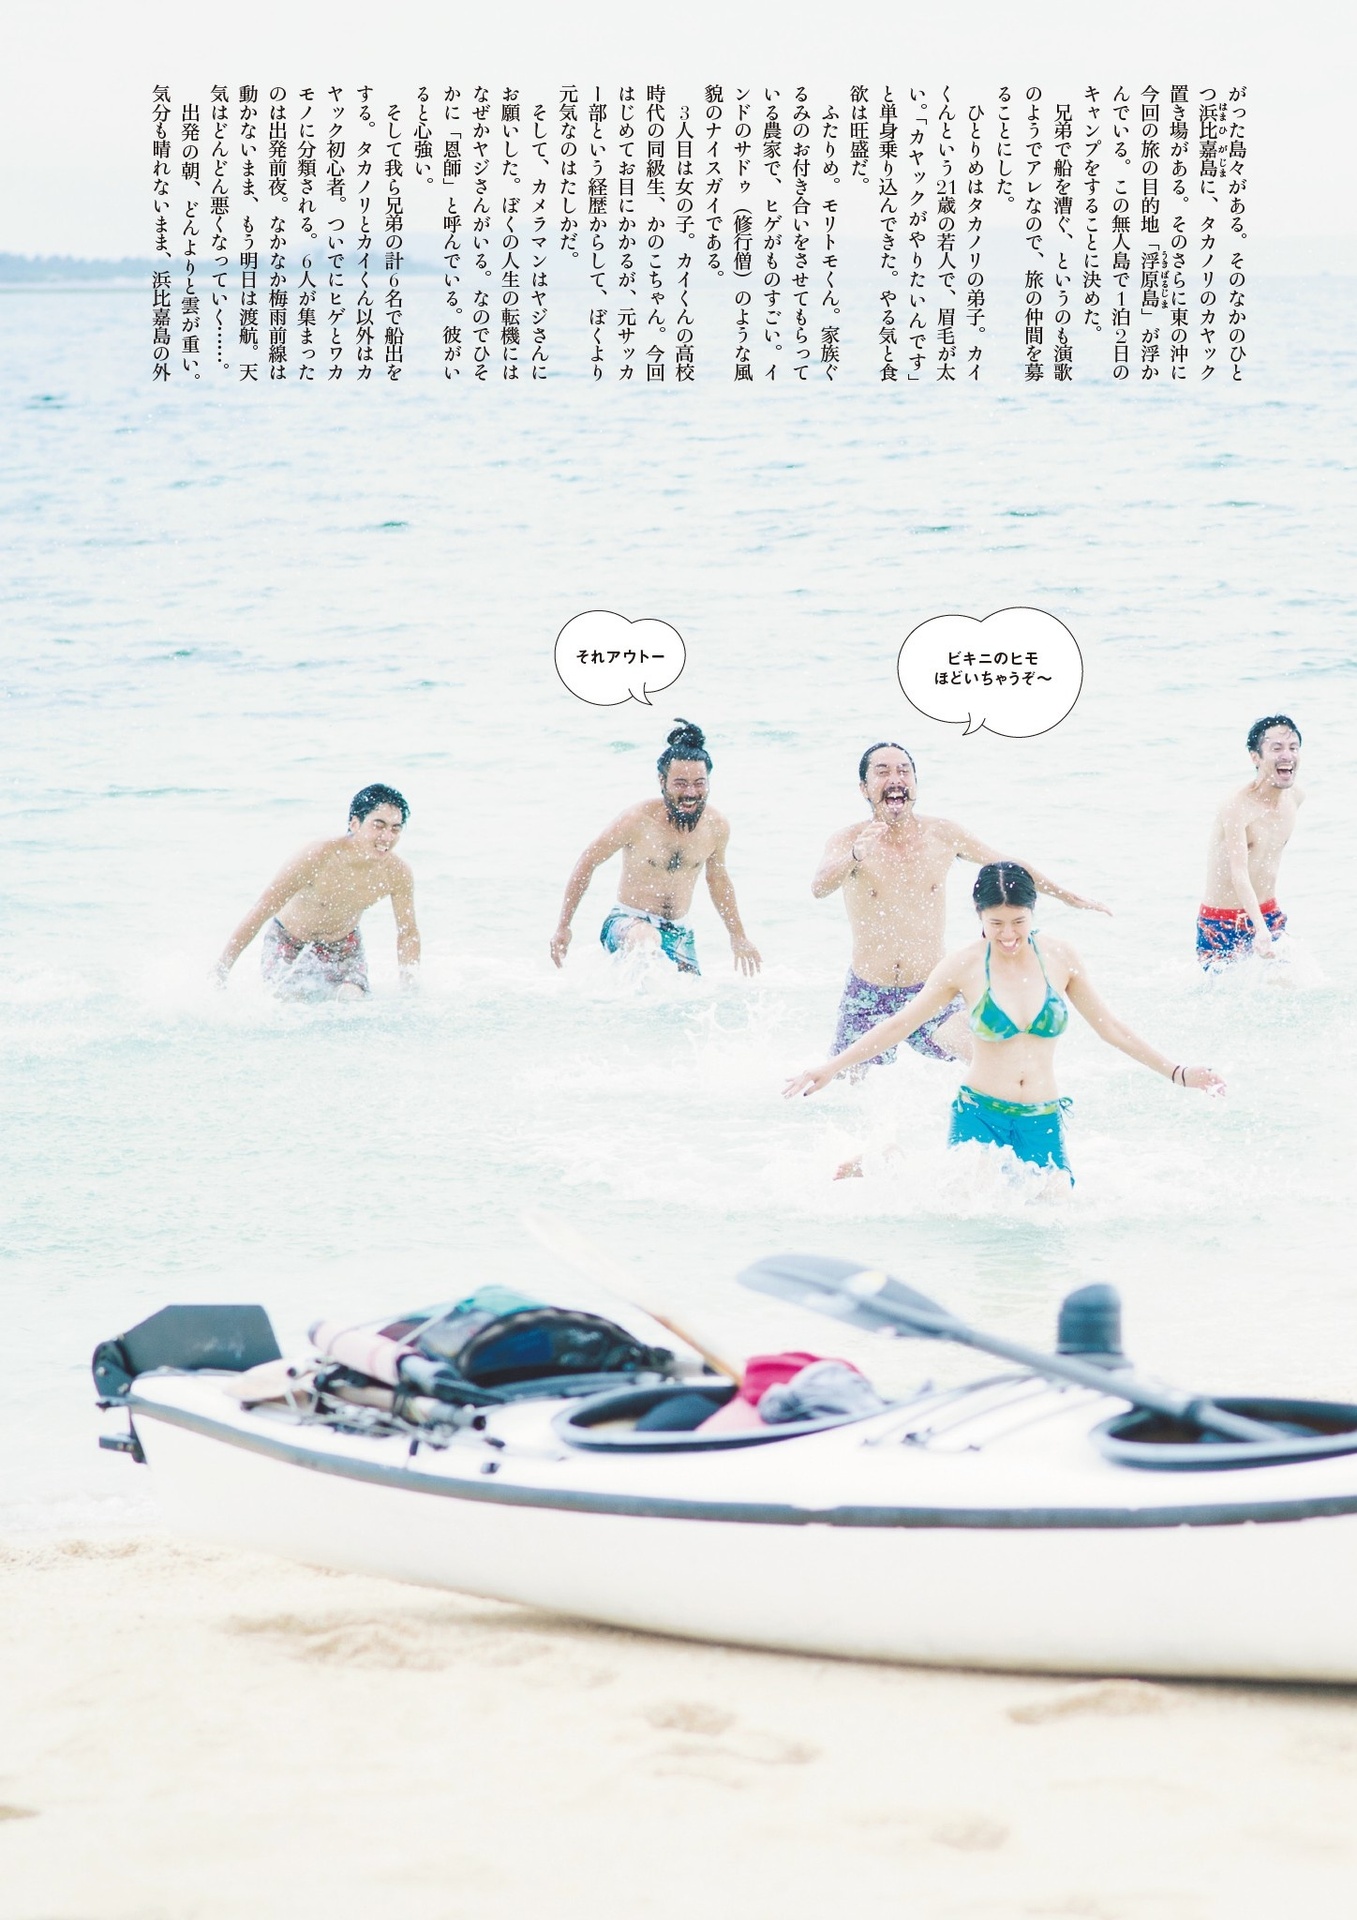 がった島々がある。そのなかのひと
つ浜比嘉島に、タカノリのカヤック
置き場がある。そのさらに東の沖に
今回の旅の目的地「浮原島」が浮か
んでいる。この無人島で1泊2日の
キャンプをすることに決めた。
兄弟で船を漕ぐ、というのも演歌
のようでアレなので、旅の仲間を募
ることにした。
ひとりめはタカノリの弟子。カイ
くんという21歳の若人で、眉毛が太
い。「カヤックがやりたいんです」
と単身乗り込んできた。やる気と食
欲は旺盛だ。
ふたりめ。モリトモくん。家族ぐ
るみのお付き合いをさせてもらって
いる農家で、ヒゲがものすごい。イ
ンドのサドゥ（修行僧）のような風
貌のナイスガイである。
3人目は女の子。カイくんの高校
時代の同級生、かのこちゃん。今回
はじめてお目にかかるが、元サッカ
ー部という経歴からして、ぼくより
元気なのはたしかだ。
そして、カメラマンはヤジさんに
お願いした。ぼくの人生の転機には
なぜかヤジさんがいる。なのでひそ
かに「恩師」と呼んでいる。彼がい
ると心強い。
そして我ら兄弟の計6名で船出を
する。タカノリとカイくん以外はカ
ヤック初心者。ついでにヒゲとワカ
モノに分類される。6人が集まった
のは出発前夜。なかなか梅雨前線は
動かないまま、もう明日は渡航。天
気はどんどん悪くなっていく……。
出発の朝、どんよりと雲が重い。
気分も晴れないまま、浜比嘉島の外
はまひがじま
うきばるじま
ビキニのヒモ
ほどいちゃうぞ〜
それアウトー